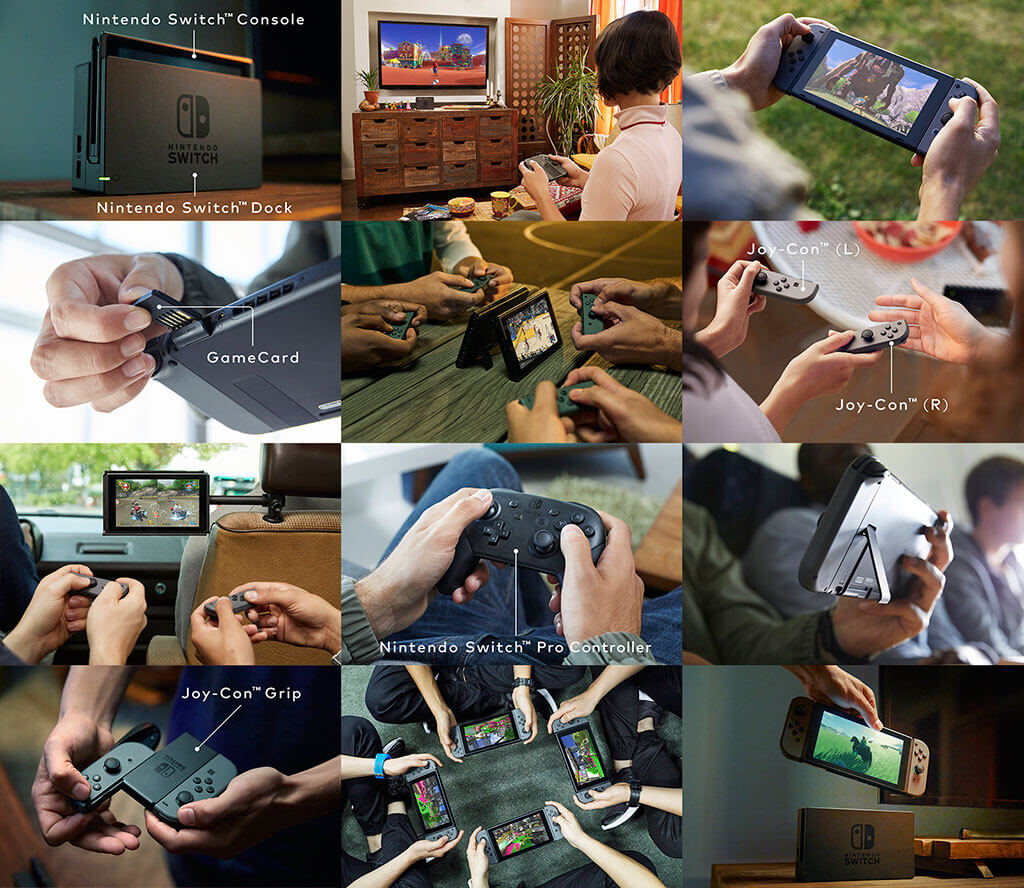 Nintendo Switch™ Console
NINTENDO
SWITCH™
Nintendo Switch™ Dock
GameCard
Joy-Con™ (L)
Joy-Con™ (R)
Nintendo Switch™ Pro Controller
Joy-Con™ Grip
SWITCH
NINTENDO
SWITCH